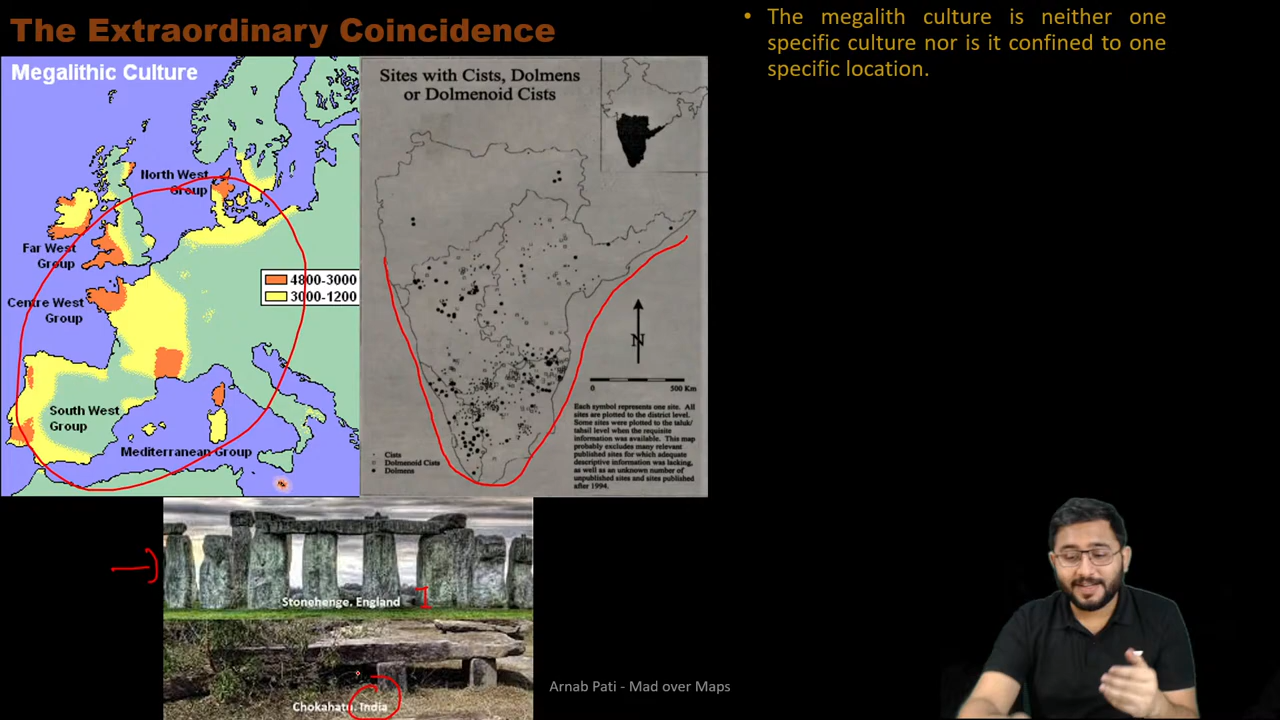 The Extraordinary Coincidence
• The megalith culture is neither one
specific culture nor is it confined to one
specific location.
Megalithic Culture
North West
Group
Far West
Group
Centre West
Group
4800-3000
3000-1200
South West
Group
Mediterranean Group
Sites with Cists, Dolmens
or Dolmenoid Cists
N
0 500 Km
Each symbol represents one site. All
sites are plotted to the district level.
Some sites were plotted to the taluk/
tahsil level when the requisite
information was available. This map
probably excludes many relevant
published sites for which adequate
descriptive information was lacking,
as well as an unknown number of
unpublished sites and sites published
after 1994.
Cists
Dolmenoid Cists
Dolmens
Stonehenge, England
Chokahatu, India
Arnab Pati - Mad over Maps